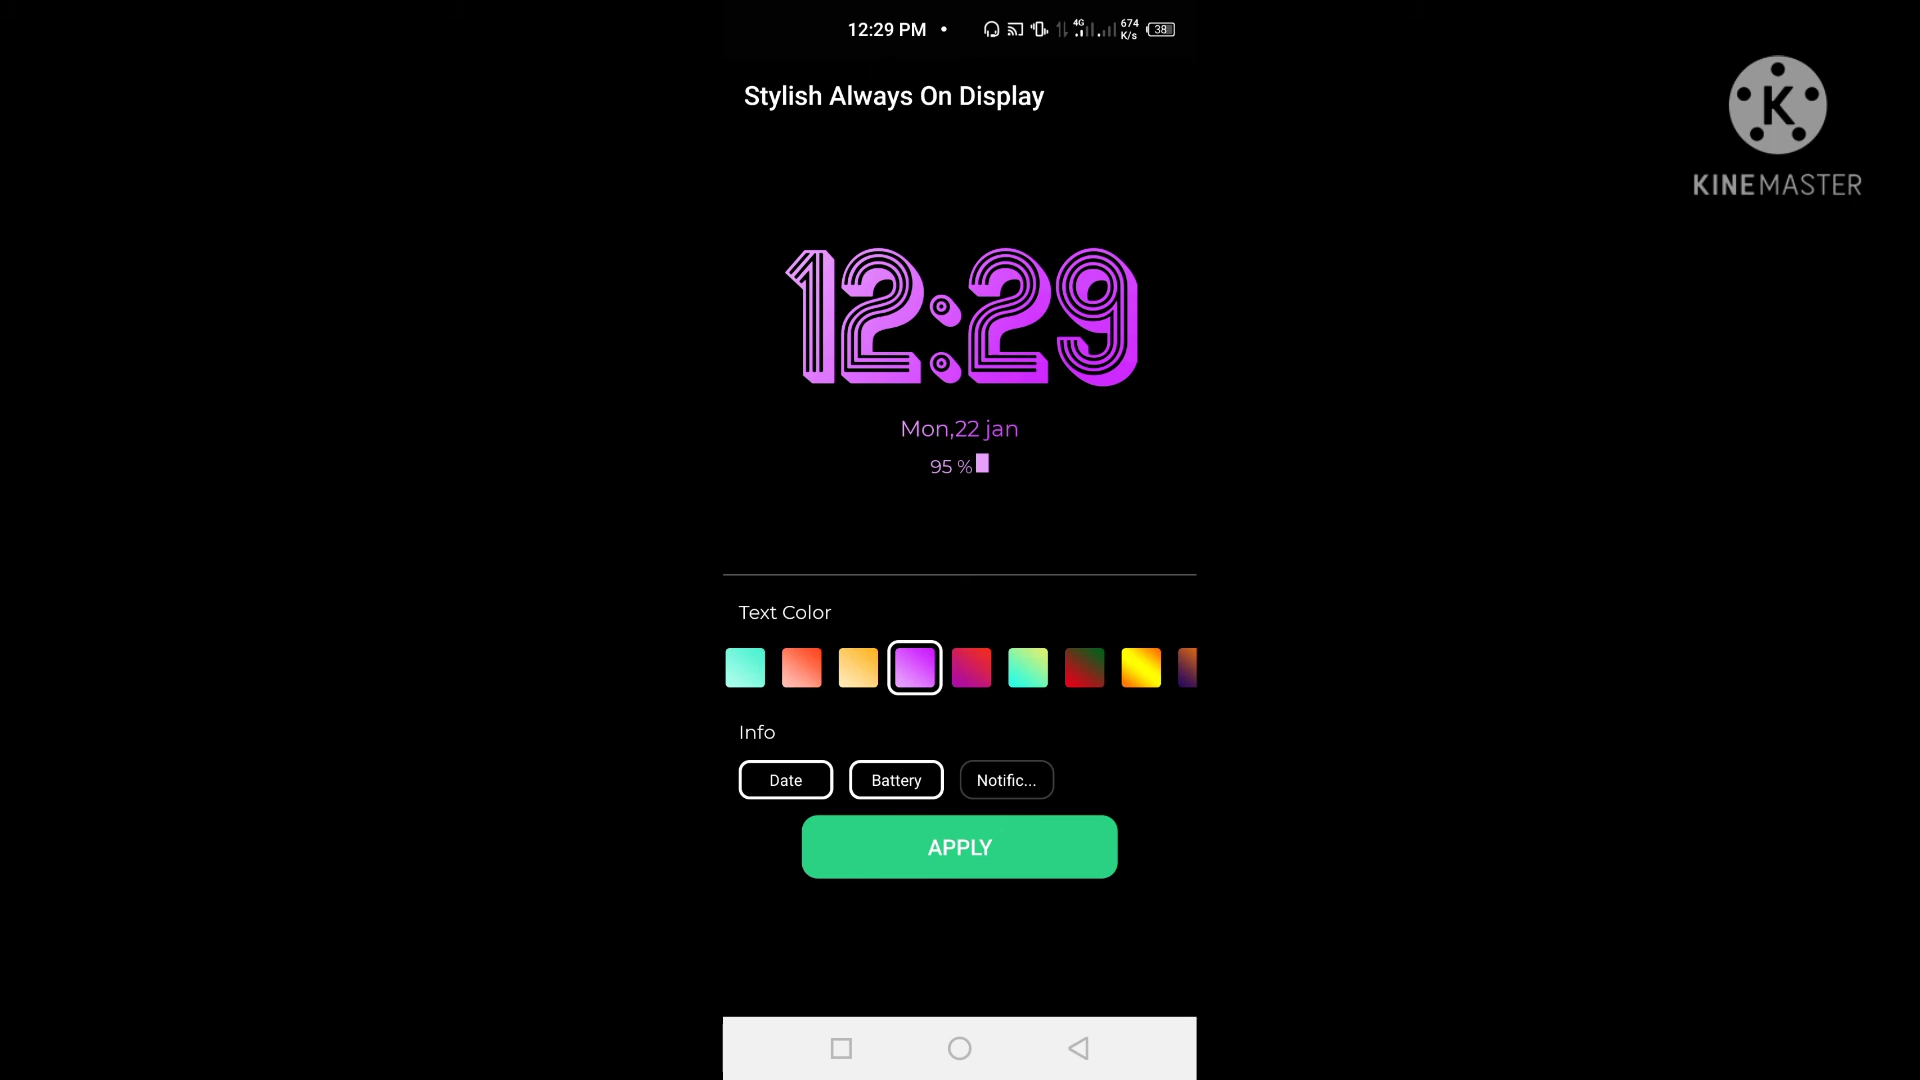 12:29 PM • 4G 674 K/s 38
Stylish Always On Display
K
KINEMASTER
12:29
Mon,22 jan
95 %
Text Color
Info
Date Battery Notific...
APPLY